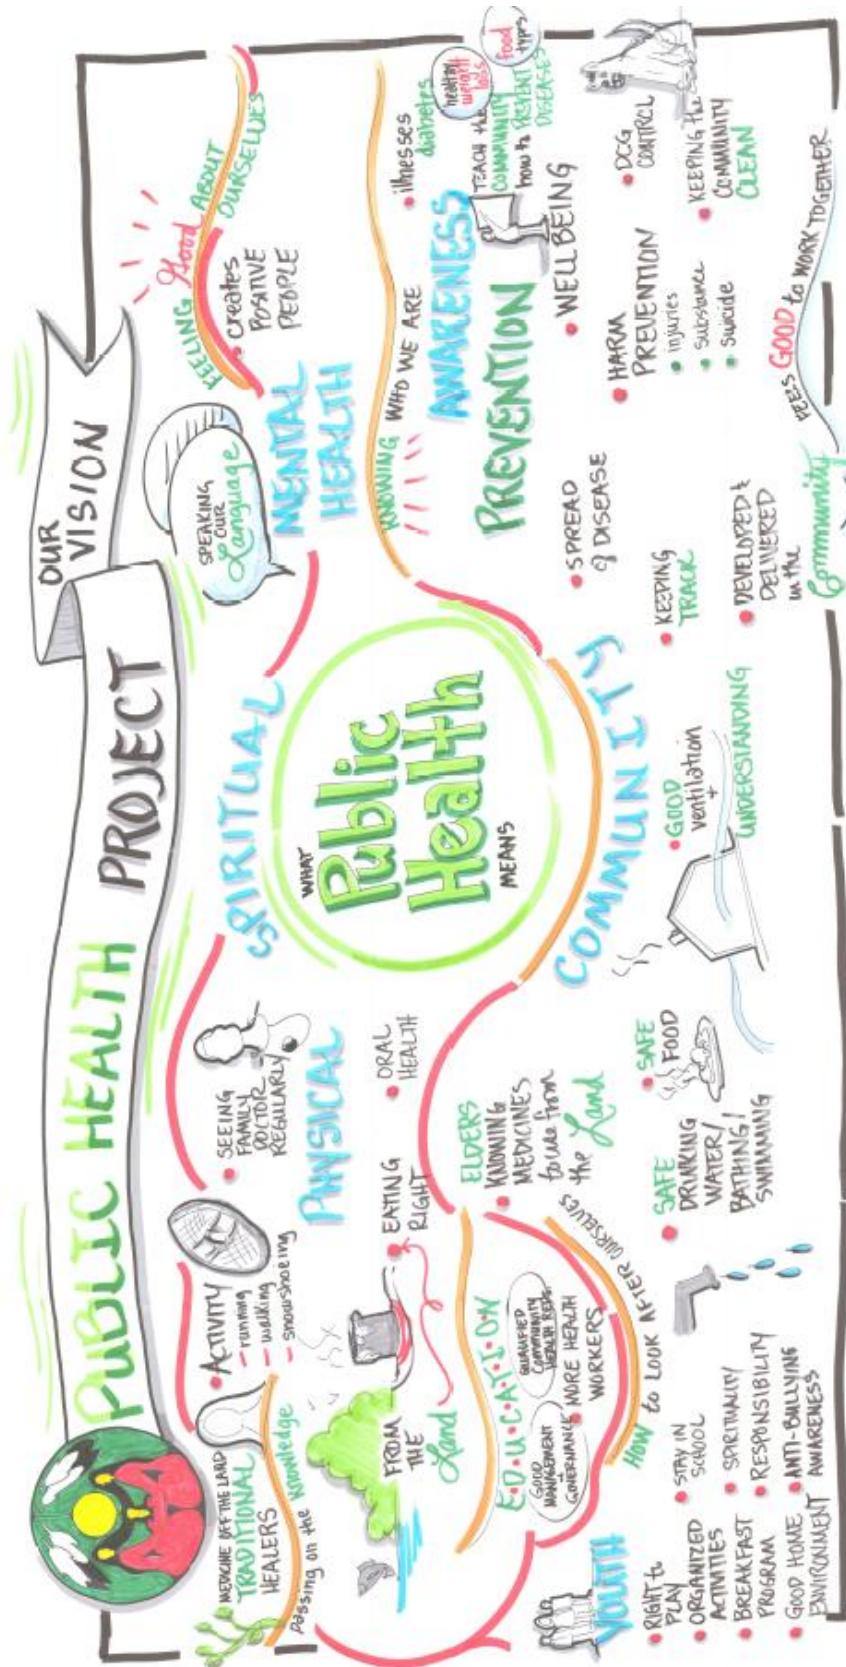 PUBLIC HEALTH PROJECT
OUR
VISION
MEDICINE OFF THE LAND
TRADITIONAL
HEALERS
Passing on the Knowledge
ACTIVITY
- running
- walking
- snowshoeing
SEEING
FAMILY
DOCTOR
REGULARLY
PHYSICAL
EATING
RIGHT
ORAL
HEALTH
FROM
THE
Land
SPIRITUAL
SPEAKING
OUR
Language
MENTAL
HEALTH
FEELING Good ABOUT
OURSELVES
creates
POSITIVE
PEOPLE
WHAT
Public
Health
MEANS
KNOWING WHO WE ARE
AWARENESS
illnesses
diabetes
healthy
weight
loss
food
types
TEACH the
COMMUNITY
how to PREVENT
DISEASES
PREVENTION
WELLBEING
SPREAD
of DISEASE
HARM
PREVENTION
injuries
Substance
Suicide
DOG
CONTROL
KEEPING the
COMMUNITY
CLEAN
E.D.U.C.A.T.I.O.N
GOOD
MANAGEMENT
+
GOVERNANCE
QUALIFIED
COMMUNITY
HEALTH REPS.
MORE HEALTH
WORKERS
HOW to LOOK AFTER OURSELVES
ELDERS
KNOWING
MEDICINES
to use from
the Land
COMMUNITY
SAFE
DRINKING
WATER/
BATHING/
SWIMMING
SAFE
FOOD
GOOD
ventilation
+
UNDERSTANDING
KEEPING
TRACK
DEVELOPED &
DELIVERED
in the
Community
FEELS GOOD to WORK TOGETHER
YOUTH
RIGHT to
PLAY
ORGANIZED
ACTIVITIES
BREAKFAST
PROGRAM
GOOD HOME
ENVIRONMENT
STAY IN
SCHOOL
SPIRITUALITY
RESPONSIBILITY
ANTI-BULLYING
AWARENESS